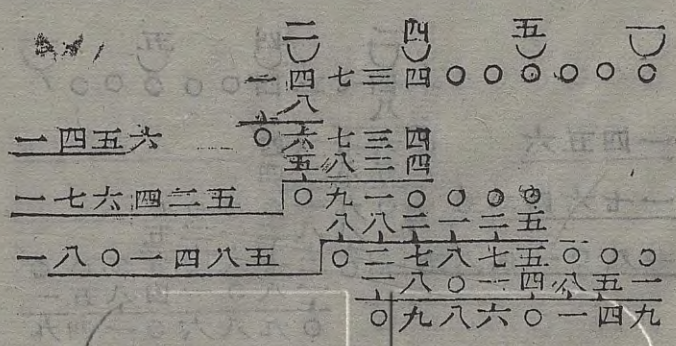 二 四 五 一
一四七三四〇〇〇〇〇〇
八
一四五六 〇六七三四
五八二四
一七六四二五 〇九一〇〇〇〇
八八二一二五
一八〇一四八五 〇二七八七五〇〇〇
一八〇一四八五一
〇九八六〇一四九